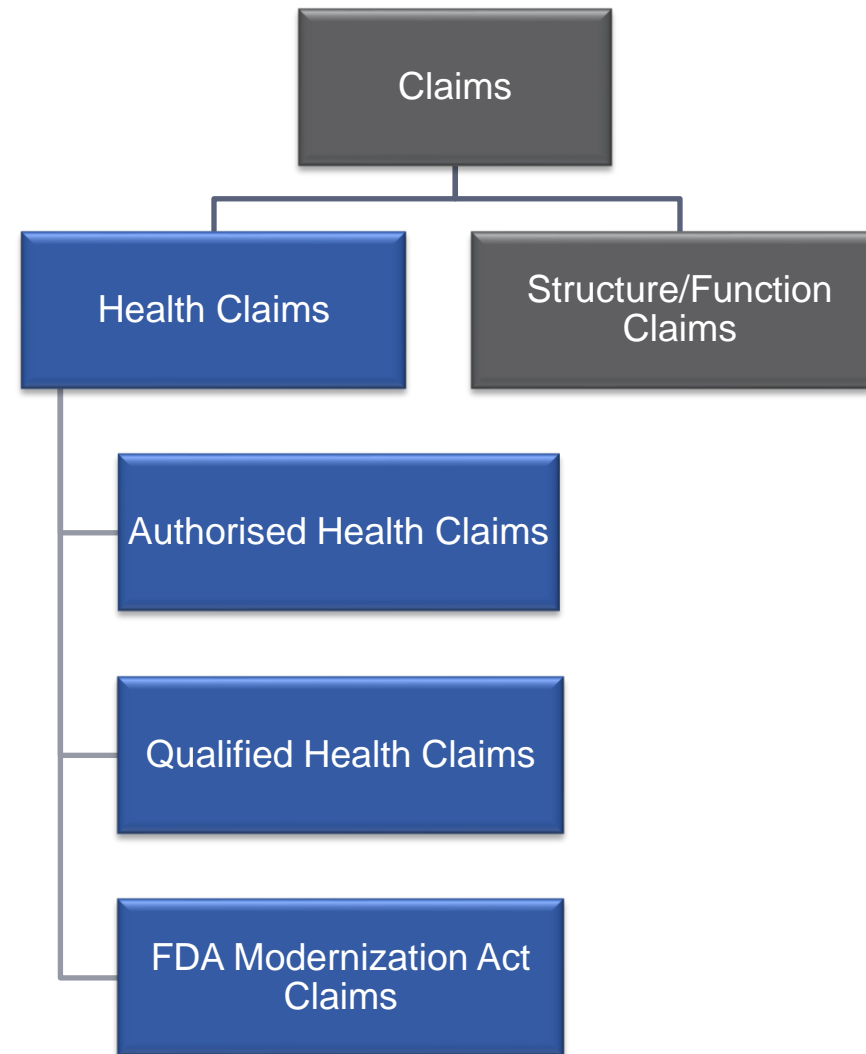 Claims
Health Claims
Structure/Function
Claims
Authorised Health Claims
Qualified Health Claims
FDA Modernization Act
Claims